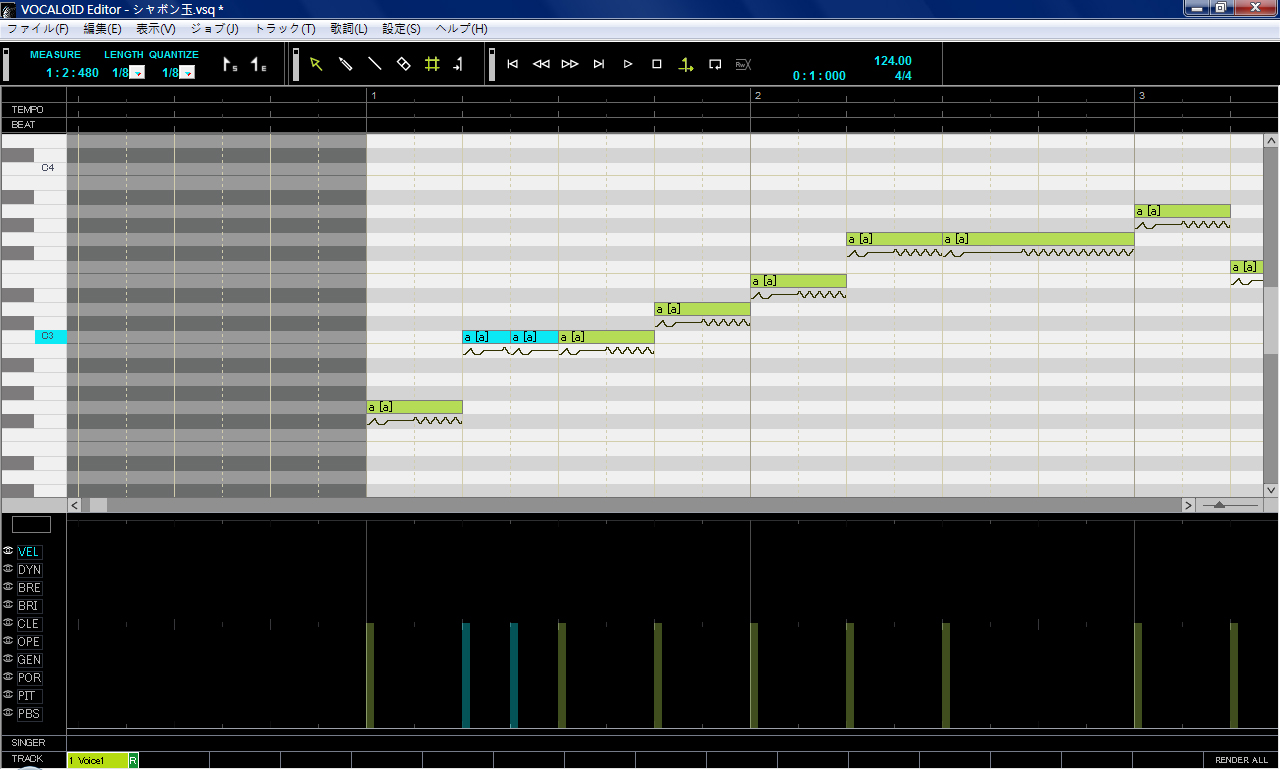 VOCALOID Editor - シャボン玉.vsq *
ファイル(F) 編集(E) 表示(V) ジョブ(J) トラック(T) 歌詞(L) 設定(S) ヘルプ(H)
MEASURE LENGTH QUANTIZE
1:2:480 1/8 1/8
S E
0:1:000
124.00
4/4
1 2 3
TEMPO
BEAT
C4
a [a]
a [a] a [a]
a [a]
a [a]
a [a]
C3
a [a] a [a] a [a]
a [a]
VEL
DYN
BRE
BRI
CLE
OPE
GEN
POR
PIT
PBS
SINGER
TRACK
1 Voice1 R
RENDER ALL